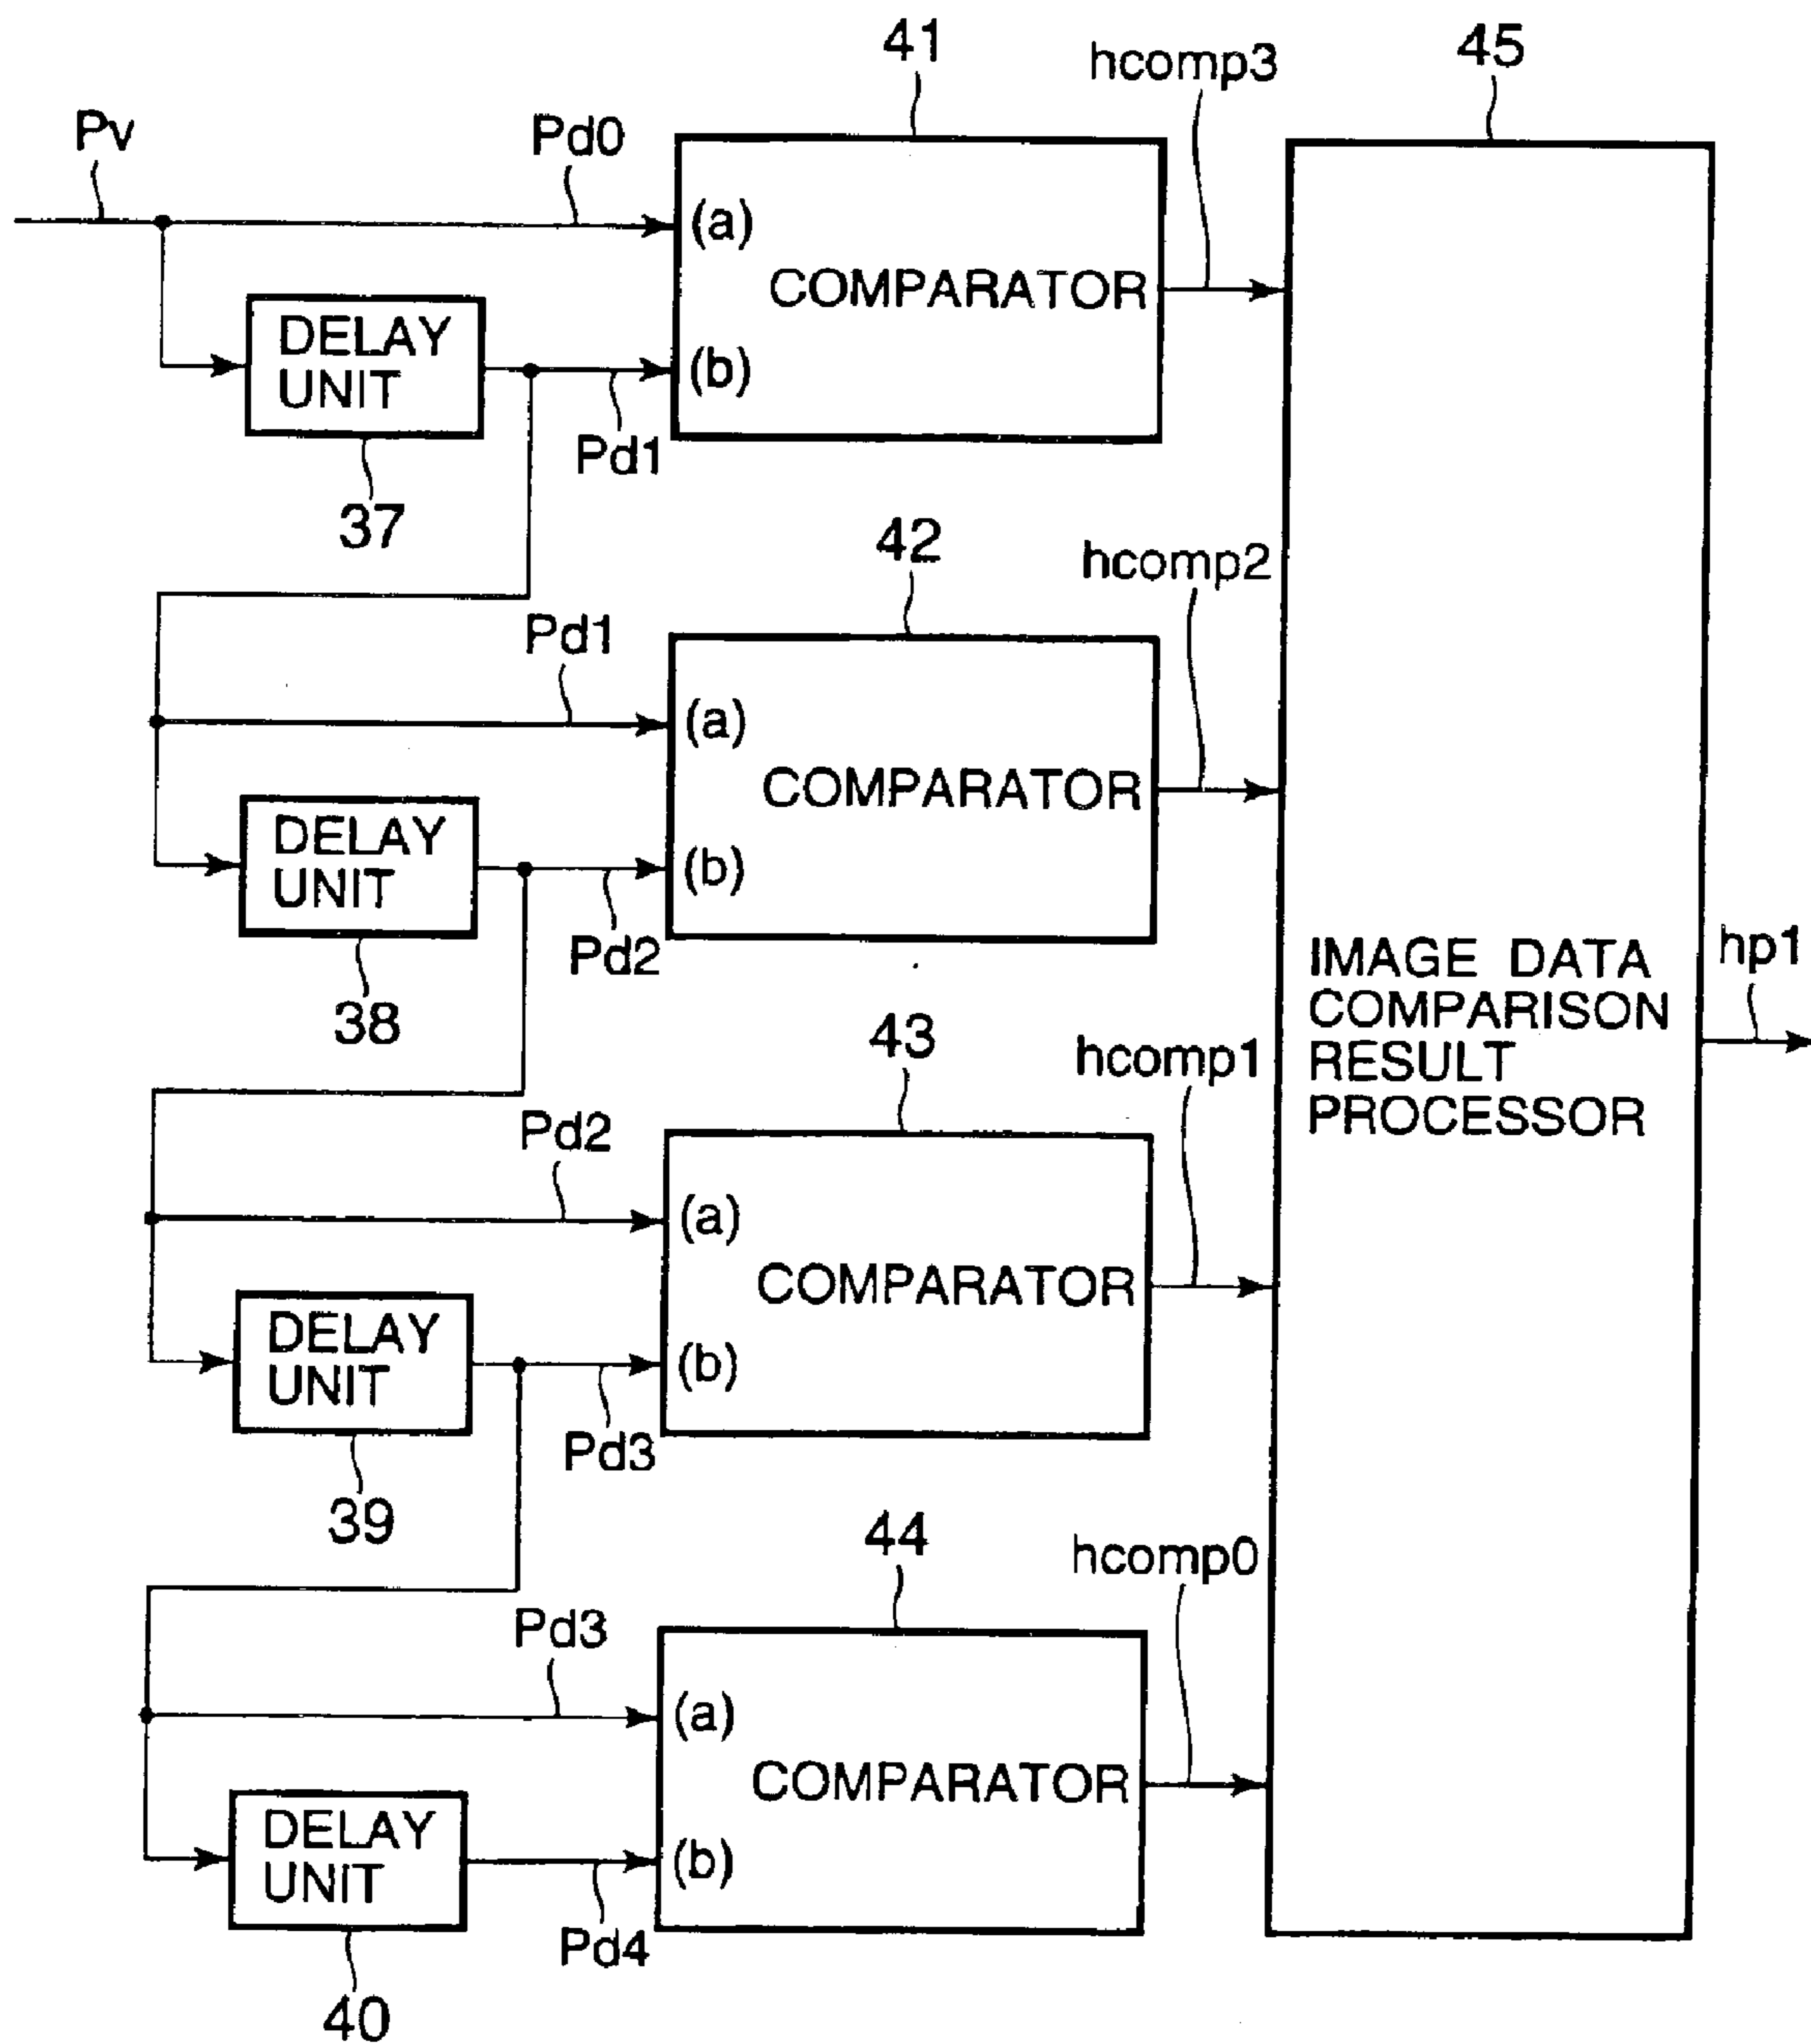 41
hcomp3
45
Pv
Pd0
(a)
COMPARATOR
DELAY
UNIT
(b)
Pd1
37
42
hcomp2
Pd1
(a)
COMPARATOR
DELAY
UNIT
(b)
Pd2
38
IMAGE DATA
COMPARISON
RESULT
PROCESSOR
hp1
43
hcomp1
Pd2
(a)
COMPARATOR
DELAY
UNIT
(b)
Pd3
39
44
hcomp0
Pd3
(a)
COMPARATOR
DELAY
UNIT
(b)
Pd4
40